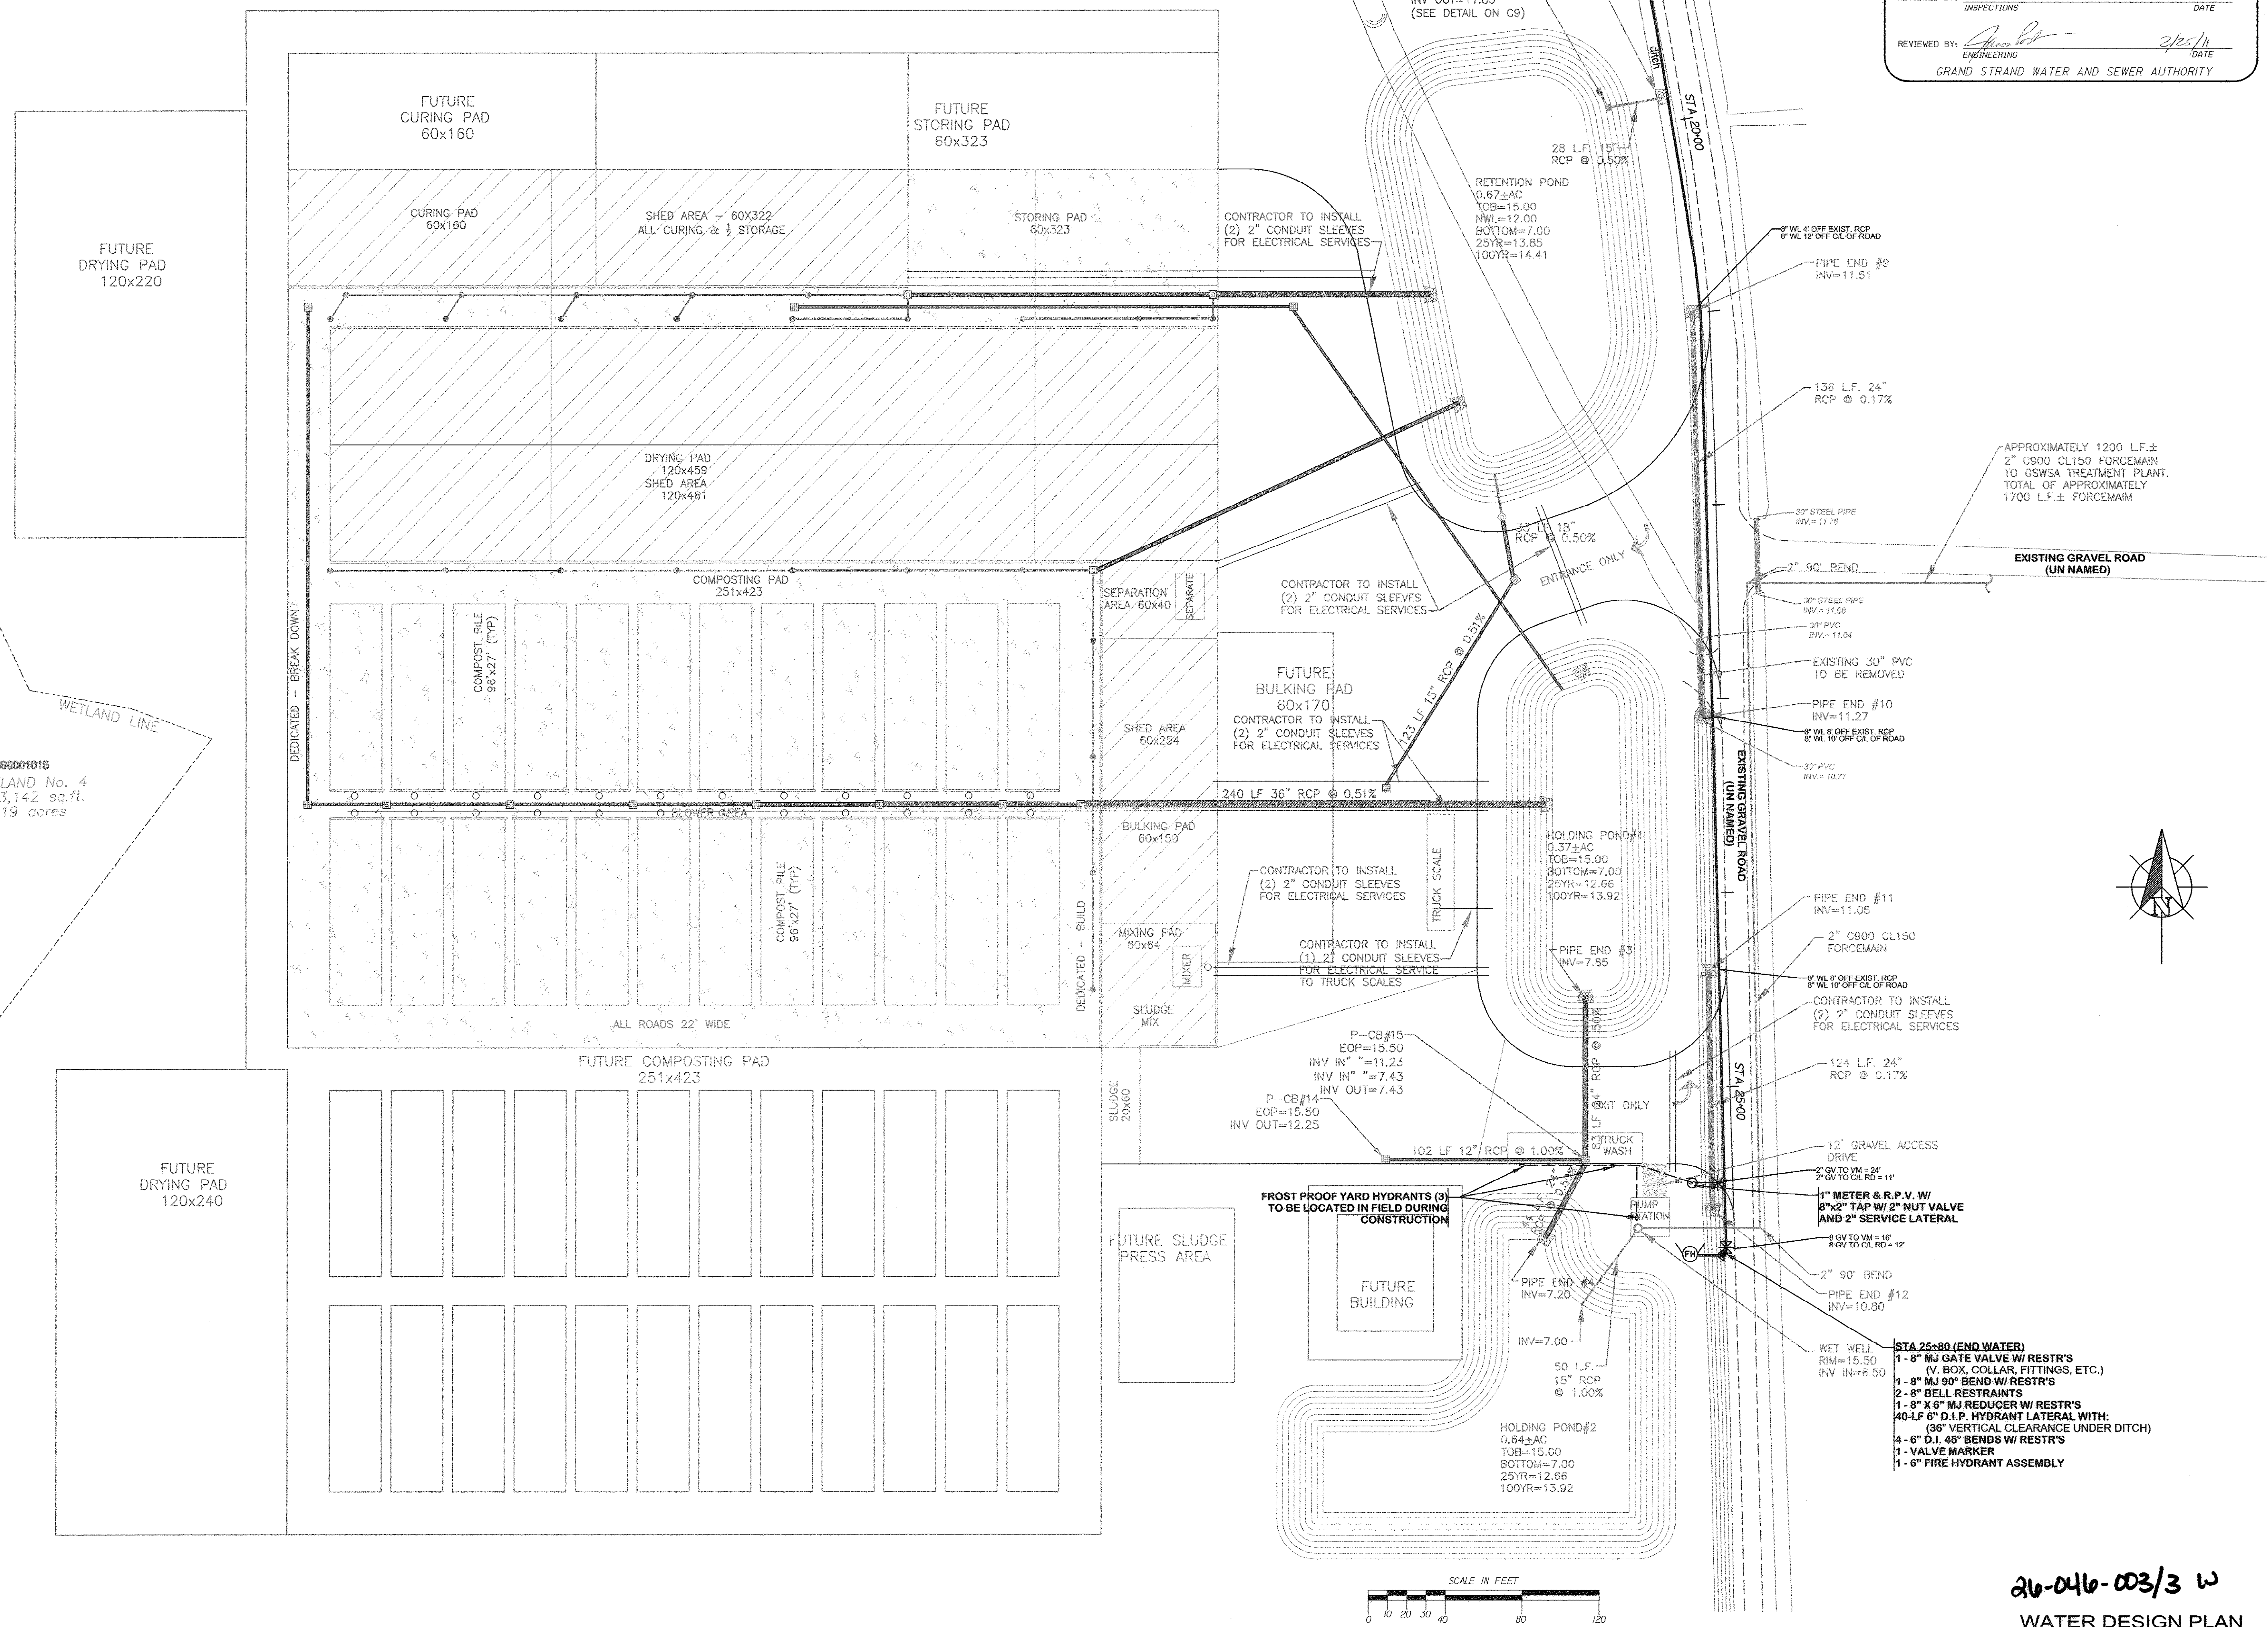 (SEE DETAIL ON C9)
INSPECTIONS
DATE
REVIEWED BY:
2/25/11
ENGINEERING
DATE
GRAND STRAND WATER AND SEWER AUTHORITY
FUTURE
CURING PAD
60x160
FUTURE
STORING PAD
60x323
ditch
STA 20+00
28 L.F. 15"
RCP @ 0.50%
RETENTION POND
0.67±AC
TOB=15.00
NWL=12.00
BOTTOM=7.00
25YR=13.85
100YR=14.41
CURING PAD
60x160
SHED AREA - 60X322
ALL CURING & ½ STORAGE
STORING PAD
60x323
CONTRACTOR TO INSTALL
(2) 2" CONDUIT SLEEVES
FOR ELECTRICAL SERVICES
FUTURE
DRYING PAD
120x220
8" WL 4' OFF EXIST. RCP
8" WL 12' OFF C/L OF ROAD
PIPE END #9
INV=11.51
136 L.F. 24"
RCP @ 0.17%
DRYING PAD
120x459
SHED AREA
120x461
APPROXIMATELY 1200 L.F.±
2" C900 CL150 FORCEMAIN
TO GSWSA TREATMENT PLANT.
TOTAL OF APPROXIMATELY
1700 L.F.± FORCEMAIM
30" STEEL PIPE
INV.= 11.78
33 LF 18"
RCP @ 0.50%
ENTRANCE ONLY
EXISTING GRAVEL ROAD
(UN NAMED)
2" 90° BEND
COMPOSTING PAD
251x423
SEPARATION
AREA 60x40
SEPARATE
CONTRACTOR TO INSTALL
(2) 2" CONDUIT SLEEVES
FOR ELECTRICAL SERVICES
30" STEEL PIPE
INV.= 11.98
30" PVC
INV.= 11.04
DEDICATED - BREAK DOWN
COMPOST PILE
96'x27' (TYP)
123 LF 15" RCP @ 0.51%
EXISTING 30" PVC
TO BE REMOVED
FUTURE
BULKING PAD
60x170
WETLAND LINE
PIPE END #10
INV=11.27
SHED AREA
60x254
CONTRACTOR TO INSTALL
(2) 2" CONDUIT SLEEVES
FOR ELECTRICAL SERVICES
8" WL 8' OFF EXIST. RCP
8" WL 10' OFF C/L OF ROAD
30" PVC
INV.= 10.77
EXISTING GRAVEL ROAD
(UN NAMED)
90001015
LAND No. 4
3,142 sq.ft.
19 acres
240 LF 36" RCP @ 0.51%
BLOWER AREA
BULKING PAD
60x150
HOLDING POND#1
0.37±AC
TOB=15.00
BOTTOM=7.00
25YR=12.66
100YR=13.92
TRUCK SCALE
CONTRACTOR TO INSTALL
(2) 2" CONDUIT SLEEVES
FOR ELECTRICAL SERVICES
COMPOST PILE
96'x27' (TYP)
DEDICATED - BUILD
PIPE END #11
INV=11.05
N
MIXING PAD
60x64
MIXER
CONTRACTOR TO INSTALL
(1) 2" CONDUIT SLEEVES
FOR ELECTRICAL SERVICE
TO TRUCK SCALES
PIPE END #3
INV=7.85
2" C900 CL150
FORCEMAIN
8" WL 8' OFF EXIST. RCP
8" WL 10' OFF C/L OF ROAD
CONTRACTOR TO INSTALL
(2) 2" CONDUIT SLEEVES
FOR ELECTRICAL SERVICES
SLUDGE
MIX
ALL ROADS 22' WIDE
P-CB#15
EOP=15.50
INV IN" "=11.23
INV IN" "=7.43
INV OUT=7.43
83 LF 24" RCP @ .50%
FUTURE COMPOSTING PAD
251x423
124 L.F. 24"
RCP @ 0.17%
STA 25+00
SLUDGE
20x60
P-CB#14
EOP=15.50
INV OUT=12.25
EXIT ONLY
102 LF 12" RCP @ 1.00%
TRUCK
WASH
12' GRAVEL ACCESS
DRIVE
FUTURE
DRYING PAD
120x240
2" GV TO VM = 24'
2" GV TO C/L RD = 11'
1" METER & R.P.V. W/
8"x2" TAP W/ 2" NUT VALVE
AND 2" SERVICE LATERAL
FROST PROOF YARD HYDRANTS (3)
TO BE LOCATED IN FIELD DURING
CONSTRUCTION
PUMP
STATION
FUTURE SLUDGE
PRESS AREA
8 GV TO VM = 16'
8 GV TO C/L RD = 12'
FH
FUTURE
BUILDING
PIPE END #4
INV=7.20
2" 90° BEND
PIPE END #12
INV=10.80
INV=7.00
50 L.F.
15" RCP
@ 1.00%
WET WELL
RIM=15.50
INV IN=6.50
STA 25+80 (END WATER)
1 - 8" MJ GATE VALVE W/ RESTR'S
(V. BOX, COLLAR, FITTINGS, ETC.)
1 - 8" MJ 90° BEND W/ RESTR'S
2 - 8" BELL RESTRAINTS
1 - 8" X 6" MJ REDUCER W/ RESTR'S
40-LF 6" D.I.P. HYDRANT LATERAL WITH:
(36" VERTICAL CLEARANCE UNDER DITCH)
4 - 6" D.I. 45° BENDS W/ RESTR'S
1 - VALVE MARKER
1 - 6" FIRE HYDRANT ASSEMBLY
HOLDING POND#2
0.64±AC
TOB=15.00
BOTTOM=7.00
25YR=12.66
100YR=13.92
SCALE IN FEET
0 10 20 30 40 80 120
26-046-003/3 W
WATER DESIGN PLAN